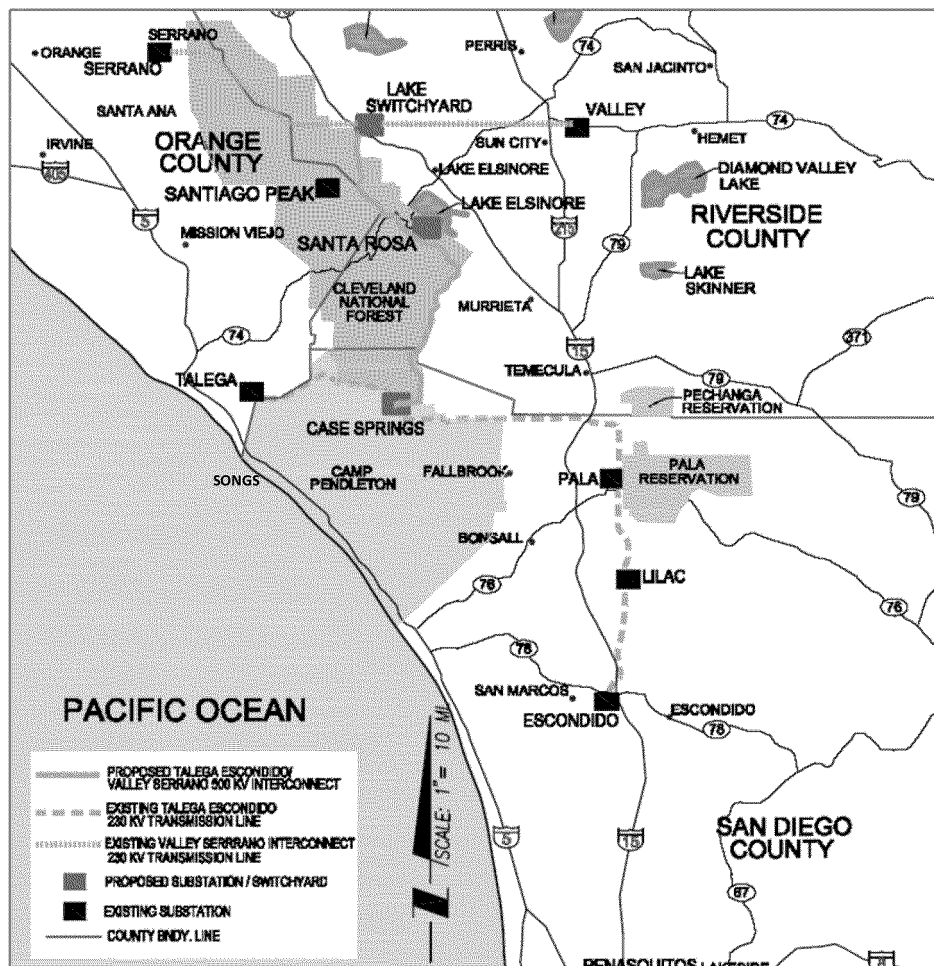 SERRANO
ORANGE
SERRANO
PERRIS
74
SAN JACINTO
LAKE
SWITCHYARD
VALLEY
SANTA ANA
74
IRVINE
ORANGE
COUNTY
SUN CITY
HEMET
405
LAKE ELSINORE
DIAMOND VALLEY
LAKE
SANTIAGO PEAK
LAKE ELSINORE
RIVERSIDE
COUNTY
5
MISSION VIEJO
SANTA ROSA
215
79
LAKE
SKINNER
CLEVELAND
NATIONAL
FOREST
MURRIETA
74
15
371
TALEGA
TEMECULA
79
PECHANGA
RESERVATION
CASE SPRINGS
SONGS
CAMP
PENDLETON
FALLBROOK
PALA
PALA
RESERVATION
79
BONSALL
76
LILAC
76
78
SAN MARCOS
ESCONDIDO
ESCONDIDO
78
PACIFIC OCEAN
PROPOSED TALEGA ESCONDIDO/
VALLEY SERRANO 500 KV INTERCONNECT
EXISTING TALEGA ESCONDIDO
230 KV TRANSMISSION LINE
EXISTING VALLEY SERRRANO INTERCONNECT
230 KV TRANSMISSION LINE
PROPOSED SUBSTATION / SWITCHYARD
EXISTING SUBSTATION
COUNTY BNDY. LINE
SCALE: 1"= 10 MI.
5
15
SAN DIEGO
COUNTY
67
PENASQUITOS LAKESIDE